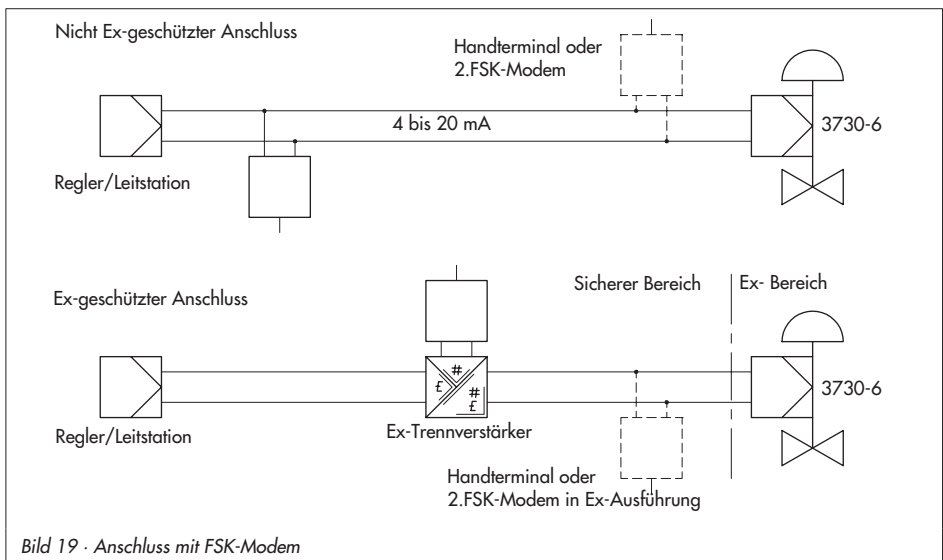 Nicht Ex-geschützter Anschluss
Handterminal oder
2.FSK-Modem
4 bis 20 mA
3730-6
Regler/Leitstation
Ex-geschützter Anschluss
Sicherer Bereich
Ex- Bereich
#
£
#
£
3730-6
Regler/Leitstation
Ex-Trennverstärker
Handterminal oder
2.FSK-Modem in Ex-Ausführung
Bild 19 · Anschluss mit FSK-Modem